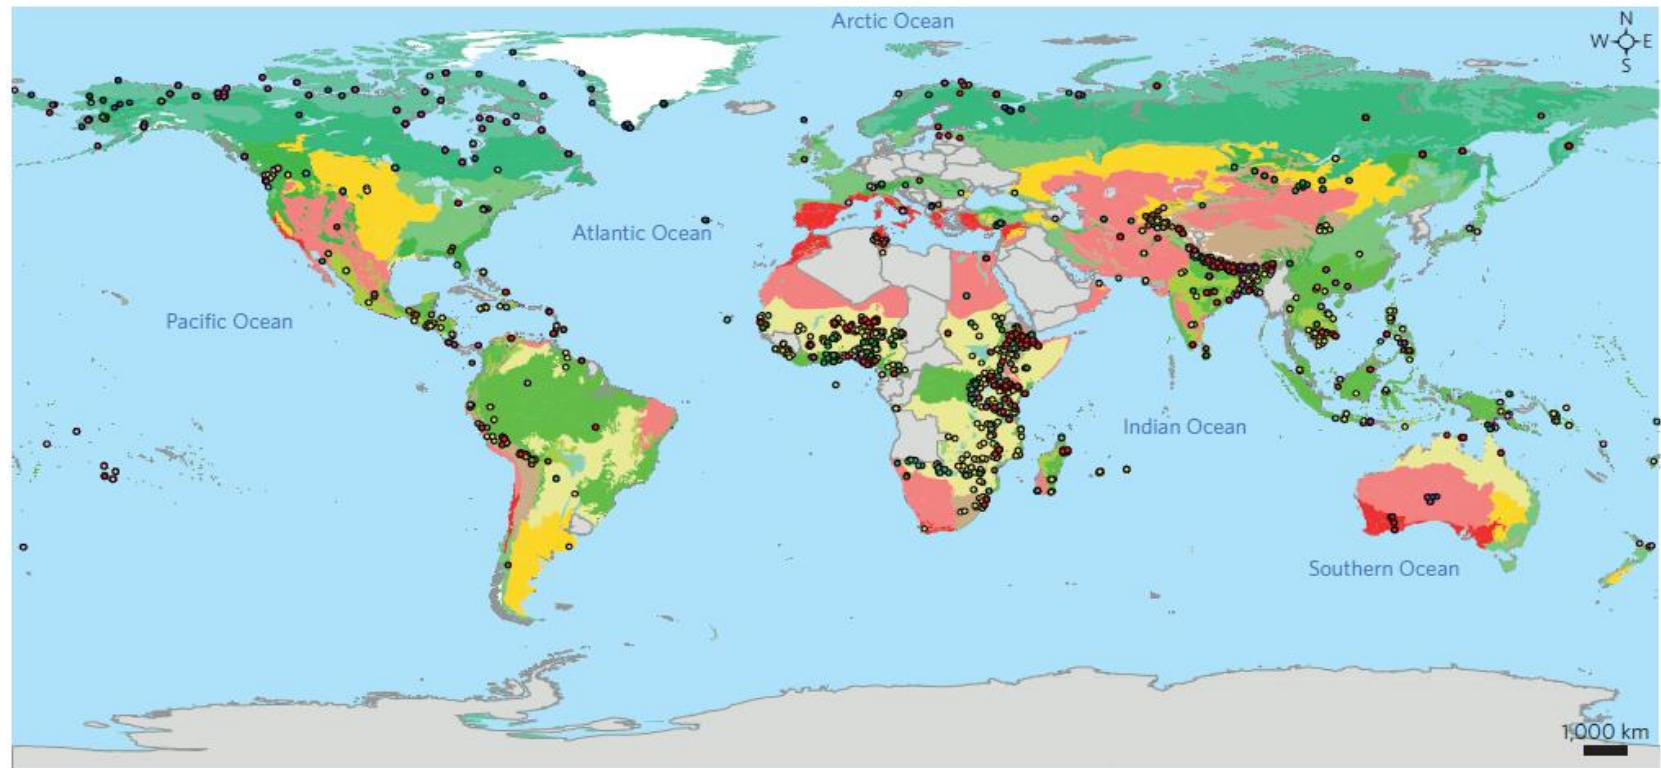 Arctic Ocean
N
W E
S
Atlantic Ocean
Pacific Ocean
Indian Ocean
Southern Ocean
1,000 km